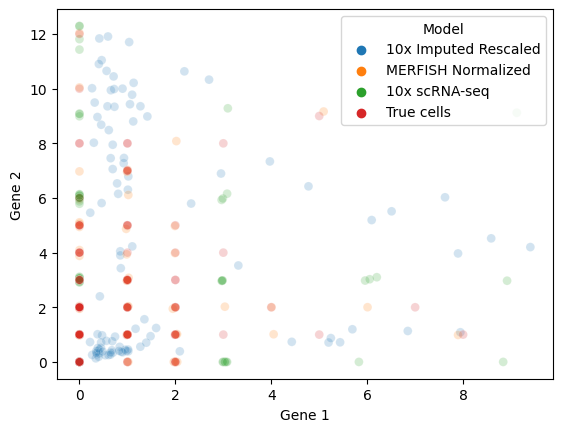 Model
10x Imputed Rescaled
MERFISH Normalized
10x scRNA-seq
True cells
12
10
8
6
4
2
0
Gene 2
0 2 4 6 8
Gene 1